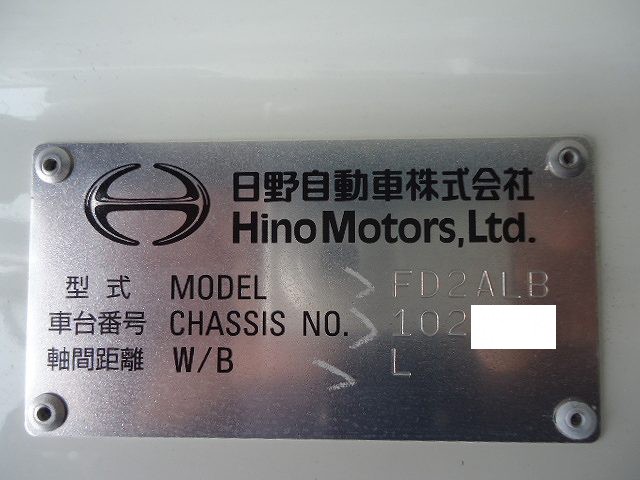 日野自動車株式会社
Hino Motors, Ltd.
型式 MODEL FD2ALB
車台番号 CHASSIS NO. 102
軸間距離 W/B L